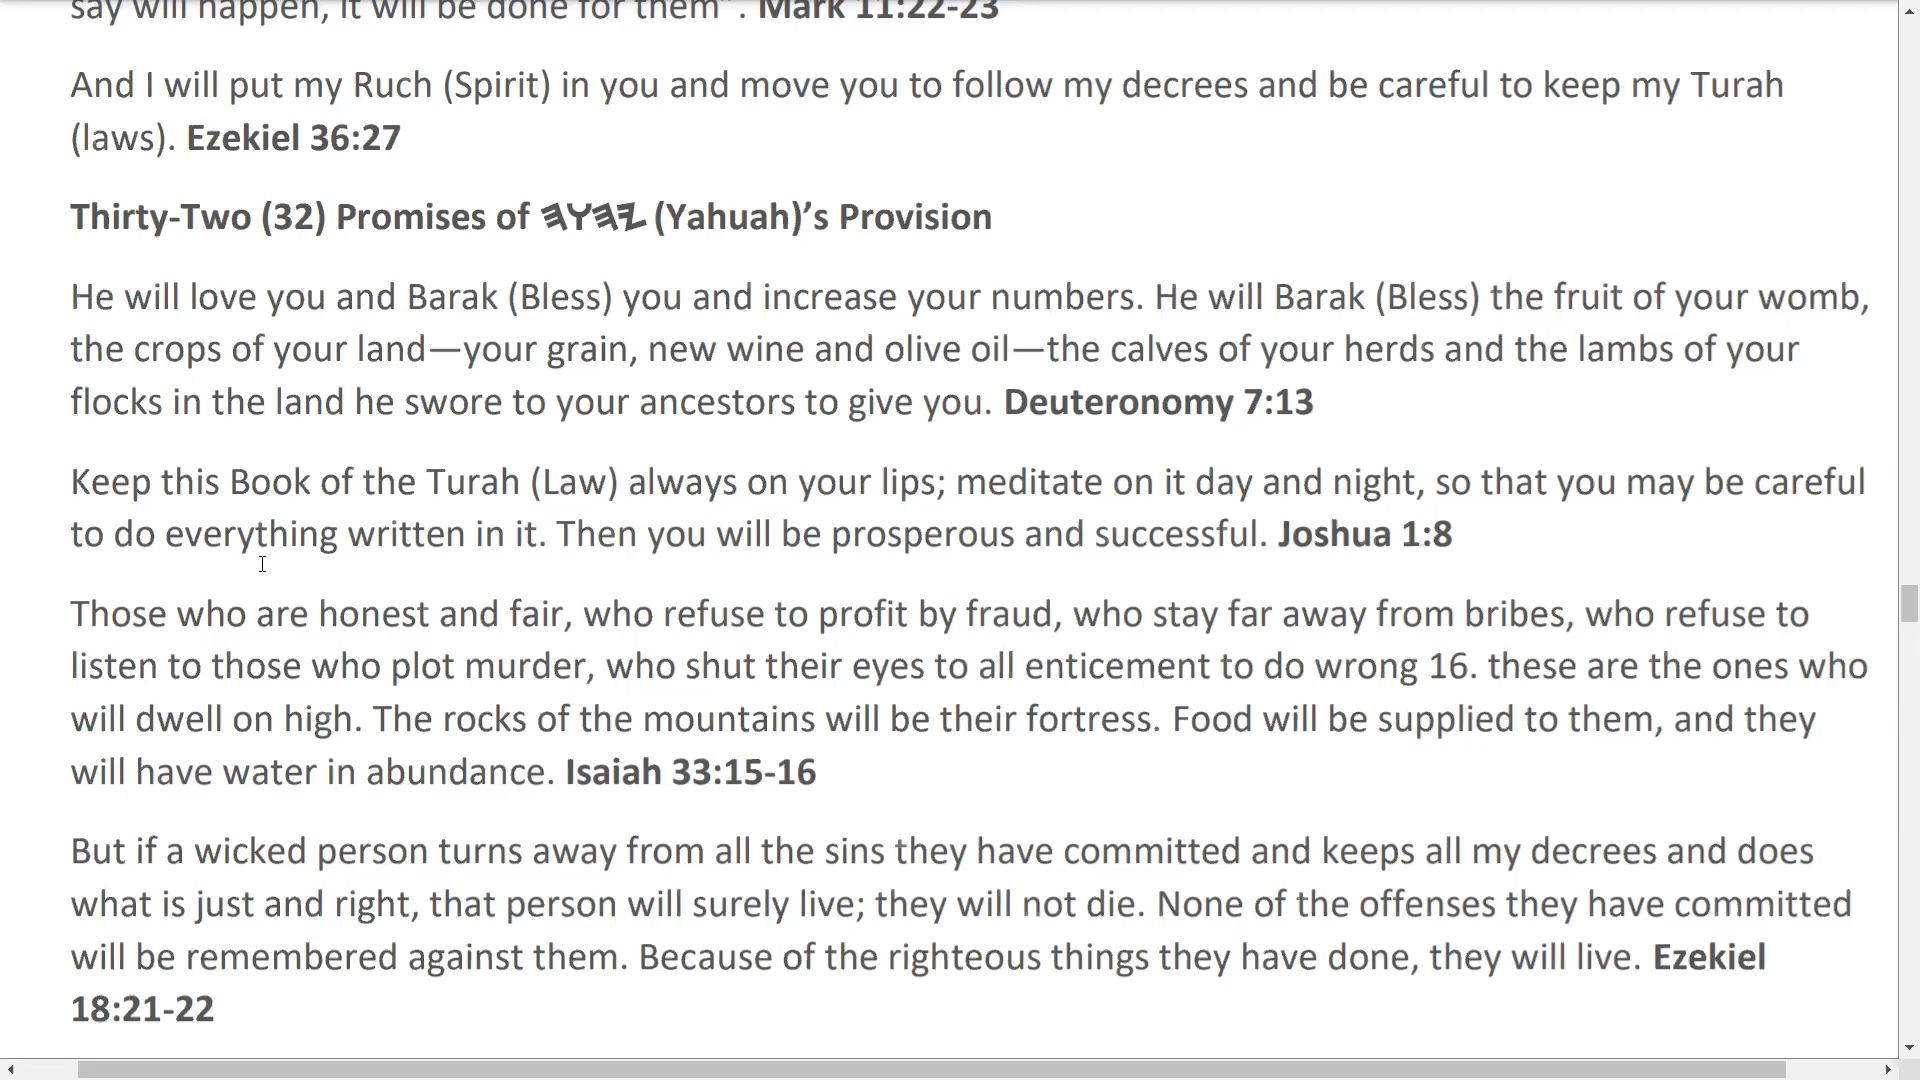 say will happen, it will be done for them". Mark 11:22-23
And I will put my Ruch (Spirit) in you and move you to follow my decrees and be careful to keep my Turah
(laws). Ezekiel 36:27
Thirty-Two (32) Promises of 𐤉𐤄𐤅𐤄 (Yahuah)’s Provision
He will love you and Barak (Bless) you and increase your numbers. He will Barak (Bless) the fruit of your womb,
the crops of your land—your grain, new wine and olive oil—the calves of your herds and the lambs of your
flocks in the land he swore to your ancestors to give you. Deuteronomy 7:13
Keep this Book of the Turah (Law) always on your lips; meditate on it day and night, so that you may be careful
to do everything written in it. Then you will be prosperous and successful. Joshua 1:8
Those who are honest and fair, who refuse to profit by fraud, who stay far away from bribes, who refuse to
listen to those who plot murder, who shut their eyes to all enticement to do wrong 16. these are the ones who
will dwell on high. The rocks of the mountains will be their fortress. Food will be supplied to them, and they
will have water in abundance. Isaiah 33:15-16
But if a wicked person turns away from all the sins they have committed and keeps all my decrees and does
what is just and right, that person will surely live; they will not die. None of the offenses they have committed
will be remembered against them. Because of the righteous things they have done, they will live. Ezekiel
18:21-22